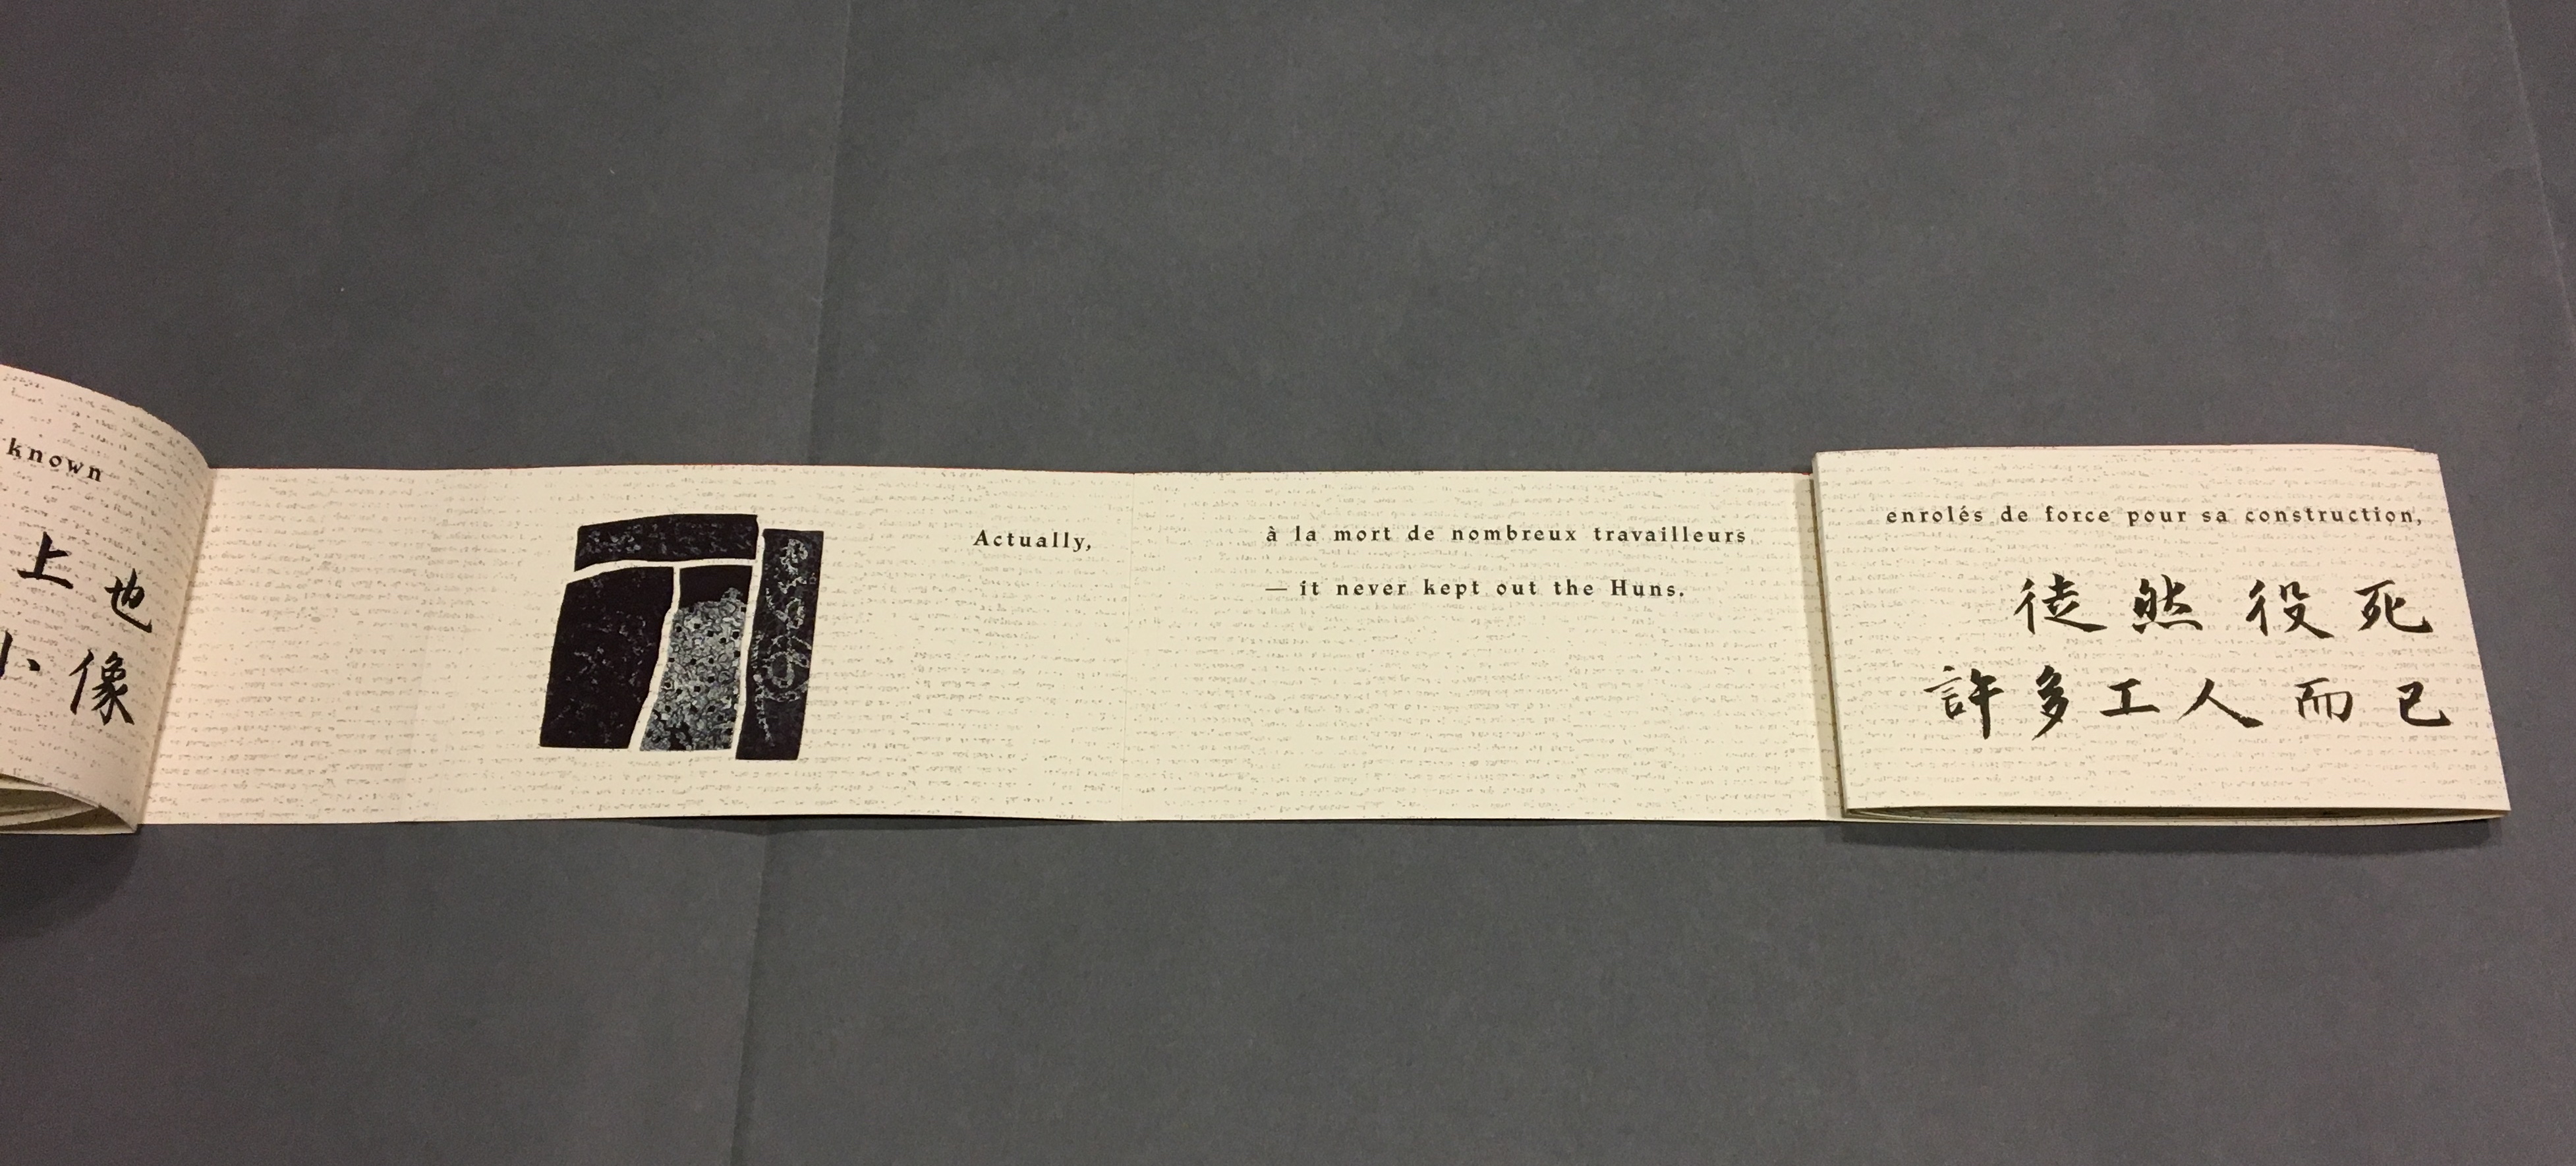 known
上也
小像
Actually,
à la mort de nombreux travailleurs
— it never kept out the Huns.
enrolés de force pour sa construction,
徒然役死
許多工人而已